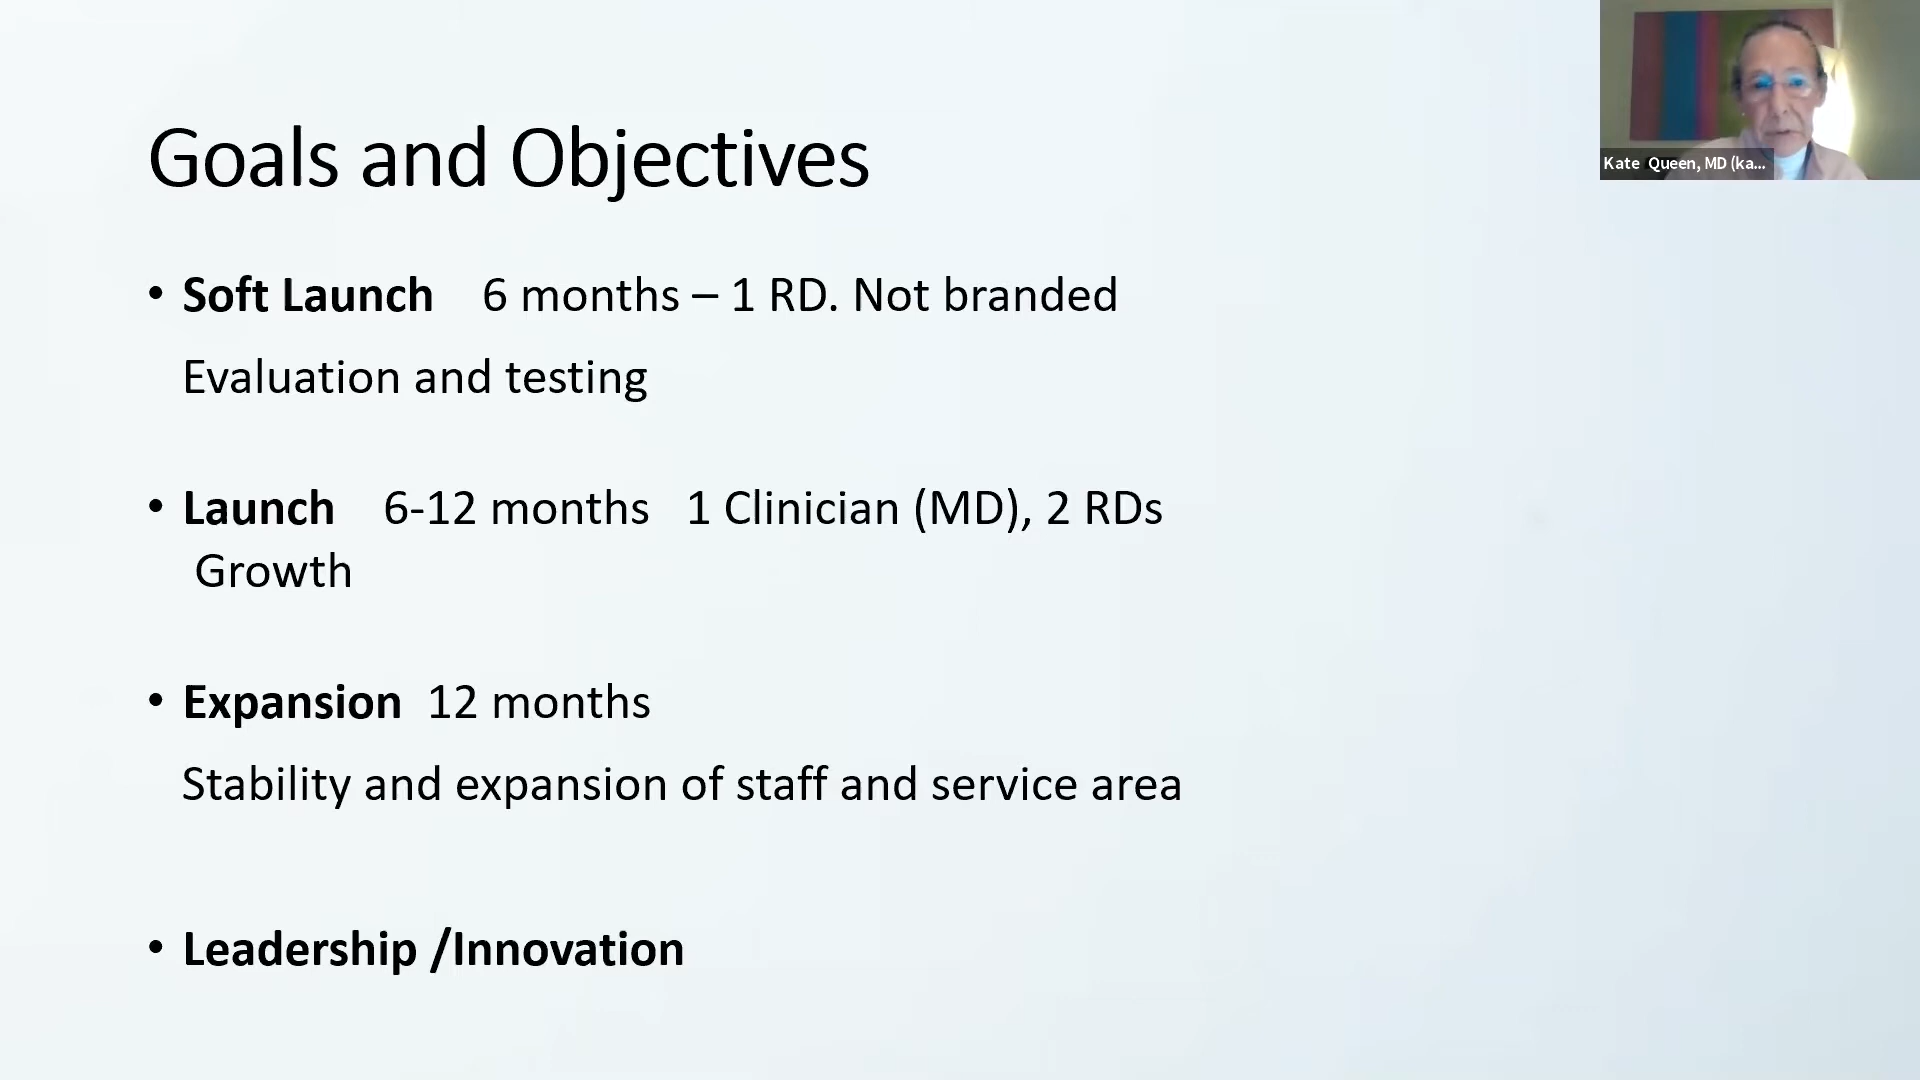 Goals and Objectives
Kate Queen, MD (ka...
• Soft Launch 6 months – 1 RD. Not branded
Evaluation and testing
• Launch 6-12 months 1 Clinician (MD), 2 RDs
Growth
• Expansion 12 months
Stability and expansion of staff and service area
• Leadership /Innovation